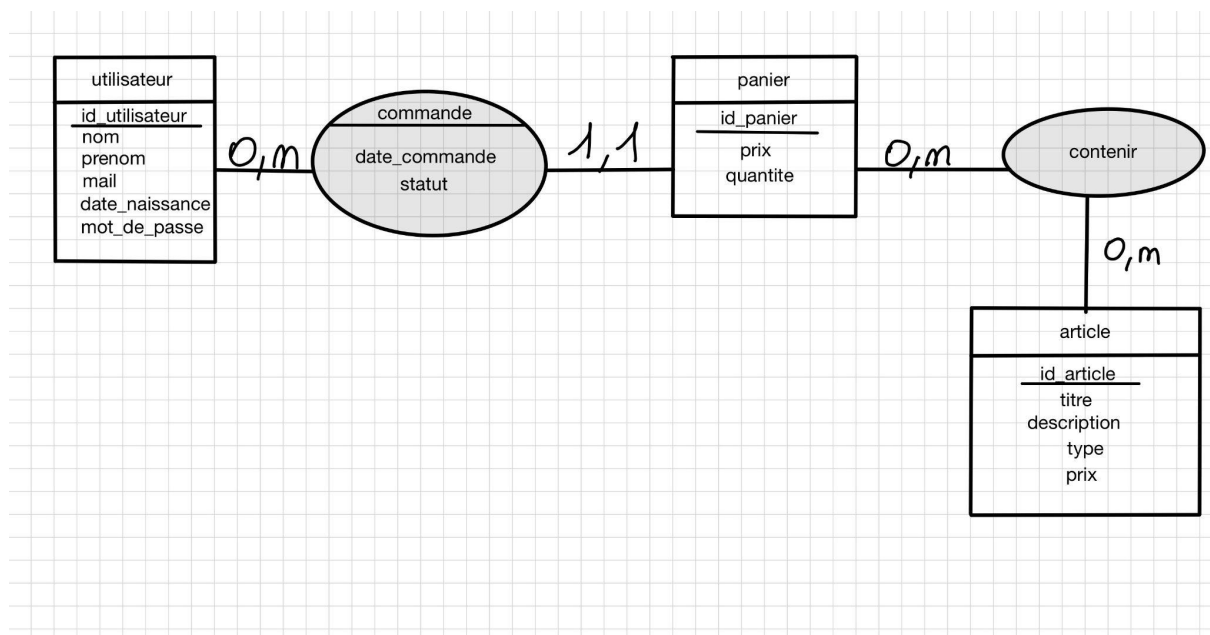 utilisateur
id_utilisateur
nom
prenom
mail
date_naissance
mot_de_passe
0,n
commande
date_commande
statut
1,1
panier
id_panier
prix
quantite
0,n
contenir
0,n
article
id_article
titre
description
type
prix